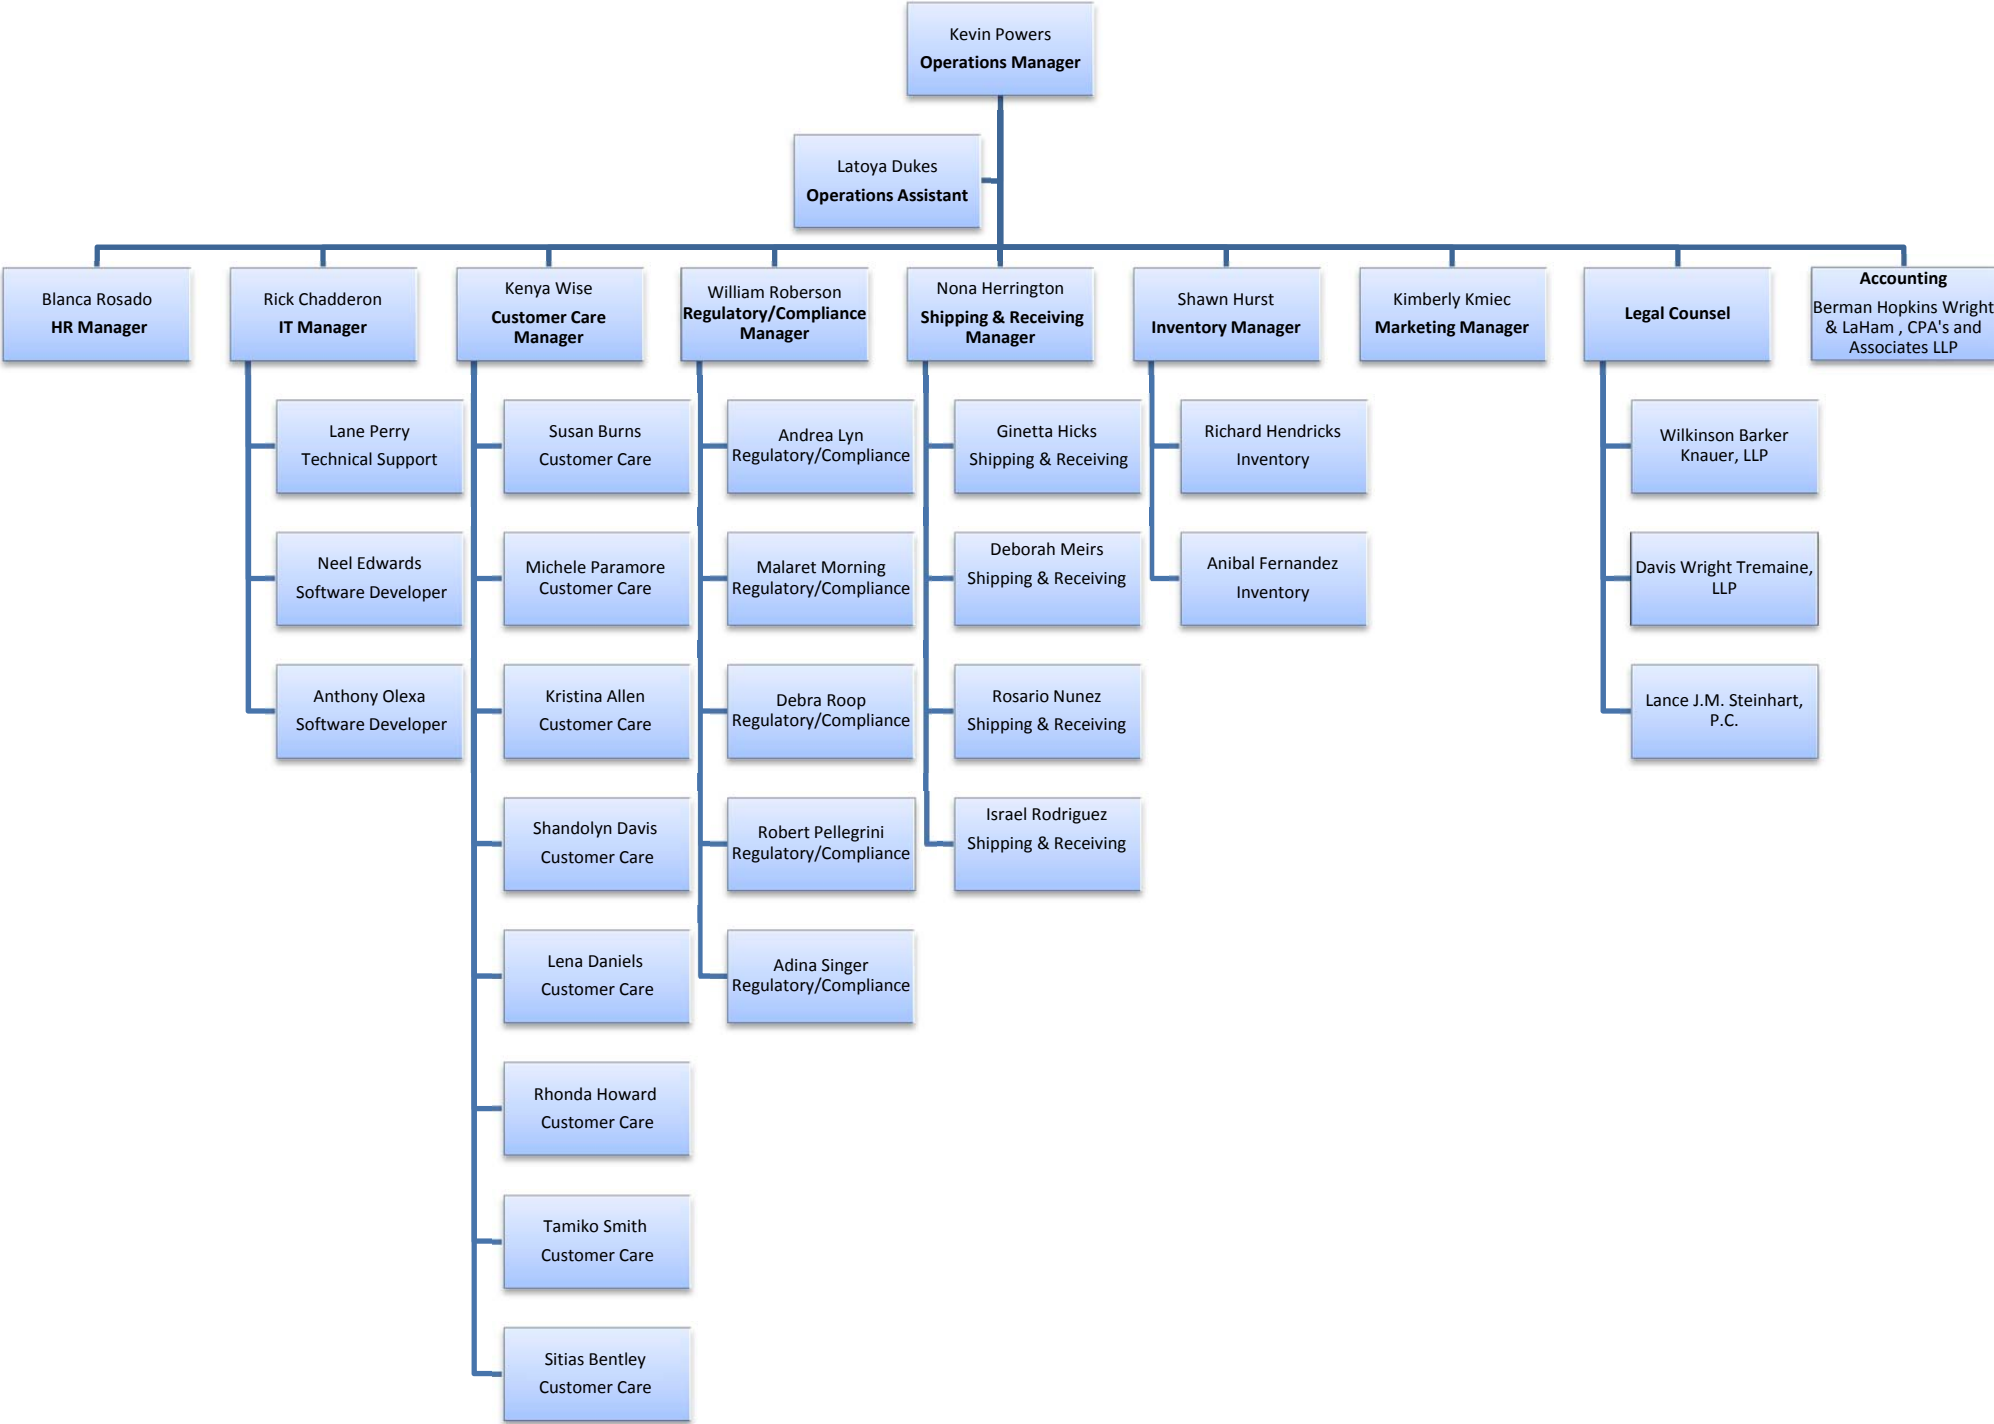 Kevin Powers
Operations Manager
Latoya Dukes
Operations Assistant
Blanca Rosado
HR Manager
Rick Chadderon
IT Manager
Kenya Wise
Customer Care
Manager
William Roberson
Regulatory/Compliance
Manager
Nona Herrington
Shipping & Receiving
Manager
Shawn Hurst
Inventory Manager
Kimberly Kmiec
Marketing Manager
Legal Counsel
Accounting
Berman Hopkins Wright
& LaHam , CPA's and
Associates LLP
Lane Perry
Technical Support
Neel Edwards
Software Developer
Anthony Olexa
Software Developer
Susan Burns
Customer Care
Michele Paramore
Customer Care
Kristina Allen
Customer Care
Shandolyn Davis
Customer Care
Lena Daniels
Customer Care
Rhonda Howard
Customer Care
Tamiko Smith
Customer Care
Sitias Bentley
Customer Care
Andrea Lyn
Regulatory/Compliance
Malaret Morning
Regulatory/Compliance
Debra Roop
Regulatory/Compliance
Robert Pellegrini
Regulatory/Compliance
Adina Singer
Regulatory/Compliance
Ginetta Hicks
Shipping & Receiving
Deborah Meirs
Shipping & Receiving
Rosario Nunez
Shipping & Receiving
Israel Rodriguez
Shipping & Receiving
Richard Hendricks
Inventory
Anibal Fernandez
Inventory
Wilkinson Barker
Knauer, LLP
Davis Wright Tremaine,
LLP
Lance J.M. Steinhart,
P.C.